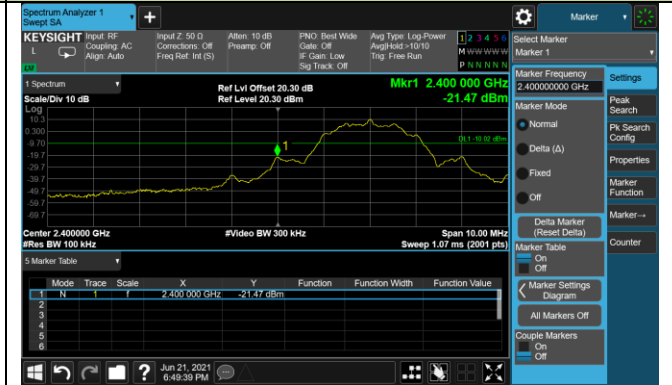 Spectrum Analyzer 1
Swept SA
Marker
KEYSIGHT
L
Input: RF
Coupling: AC
Align: Auto
Input Z: 50 Ω
Corrections: Off
Freq Ref: Int (S)
Atten: 10 dB
Preamp: Off
PNO: Best Wide
Gate: Off
IF Gain: Low
Sig Track: Off
Avg Type: Log-Power
Avg|Hold:>10/10
Trig: Free Run
1 2 3 4 5 6
M W W W W W
P N N N N N
Select Marker
Marker 1
1 Spectrum
Scale/Div 10 dB
Log
Ref Lvl Offset 20.30 dB
Ref Level 20.30 dBm
Mkr1 2.400 000 GHz
-21.47 dBm
10.3
0.300
-9.70
-19.7
-29.7
-39.7
-49.7
-59.7
-69.7
1
DL1 -10.02 dBm
Center 2.400000 GHz
#Res BW 100 kHz
#Video BW 300 kHz
Span 10.00 MHz
Sweep 1.07 ms (2001 pts)
5 Marker Table
Mode Trace Scale X Y Function Function Width Function Value
1 N 1 f 2.400 000 GHz -21.47 dBm
2
3
4
5
6
Marker Frequency
2.400000000 GHz
Marker Mode
Normal
Delta (Δ)
Fixed
Off
Delta Marker
(Reset Delta)
Marker Table
On
Off
Marker Settings
Diagram
All Markers Off
Couple Markers
On
Off
Settings
Peak
Search
Pk Search
Config
Properties
Marker
Function
Marker→
Counter
Jun 21, 2021
6:49:39 PM